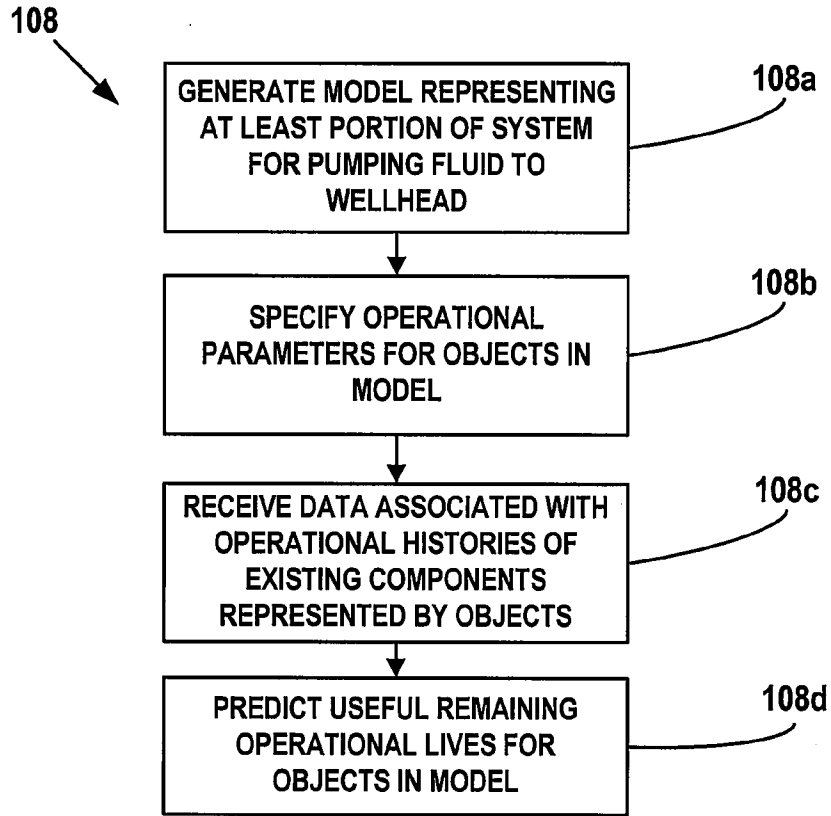 108
GENERATE MODEL REPRESENTING
AT LEAST PORTION OF SYSTEM
FOR PUMPING FLUID TO
WELLHEAD
108a
SPECIFY OPERATIONAL
PARAMETERS FOR OBJECTS IN
MODEL
108b
RECEIVE DATA ASSOCIATED WITH
OPERATIONAL HISTORIES OF
EXISTING COMPONENTS
REPRESENTED BY OBJECTS
108c
PREDICT USEFUL REMAINING
OPERATIONAL LIVES FOR
OBJECTS IN MODEL
108d